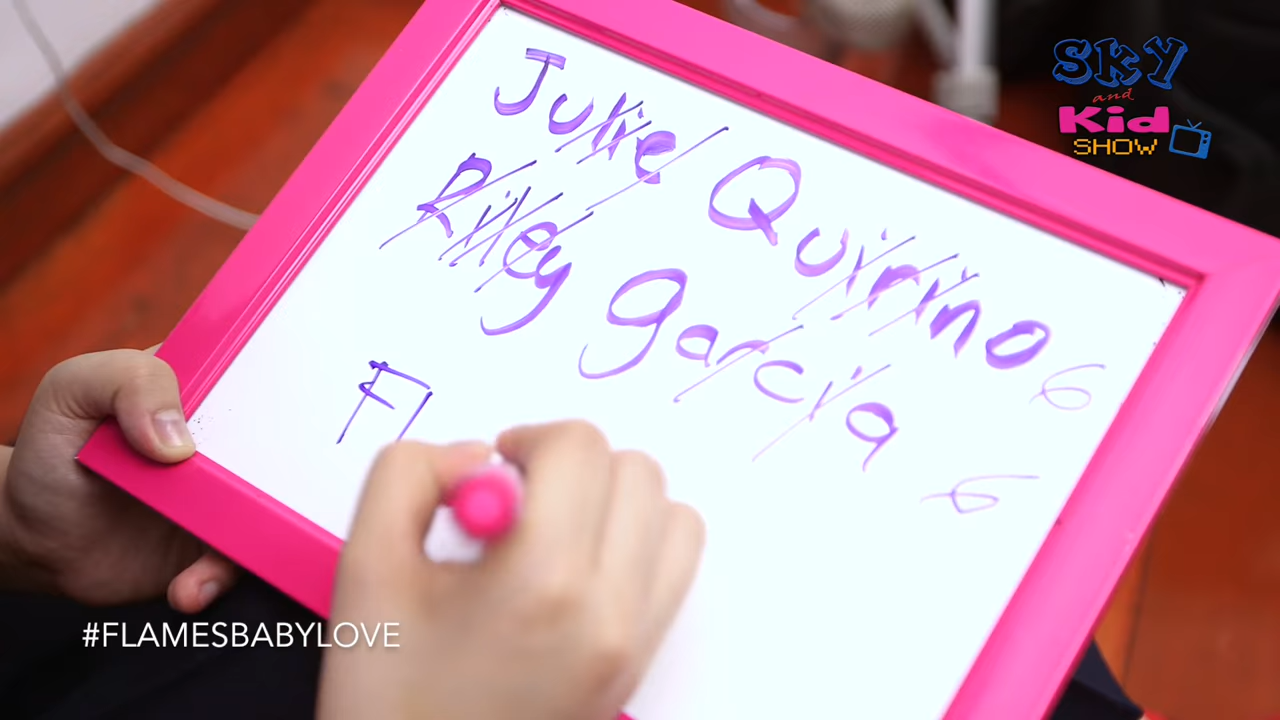 SKY
and
Kid
SHOW
Julie Quirino 6
Riley Garcia 6
Fl
#FLAMESBABYLOVE